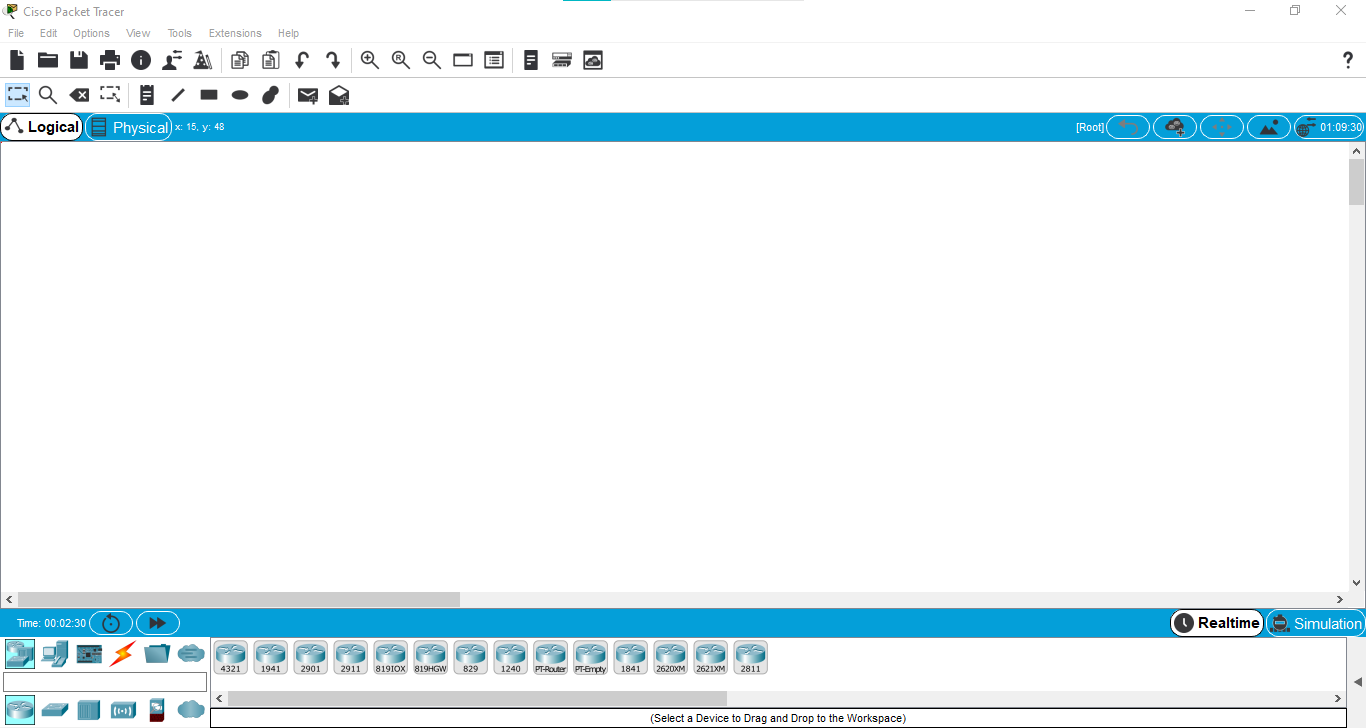 Cisco Packet Tracer
File Edit Options View Tools Extensions Help
R ?
Logical Physical x: 15, y: 48 [Root] 01:09:30
Time: 00:02:30 Realtime Simulation
4321 1941 2901 2911 819IOX 819HGW 829 1240 PT-Router PT-Empty 1841 2620XM 2621XM 2811
(Select a Device to Drag and Drop to the Workspace)